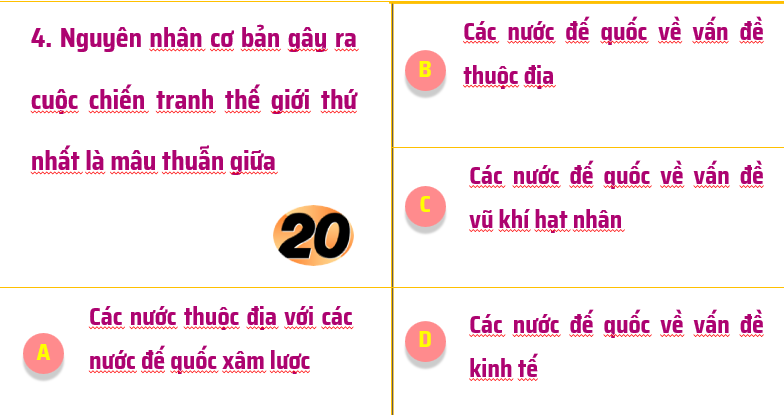 4. Nguyên nhân cơ bản gây ra
cuộc chiến tranh thế giới thứ
nhất là mâu thuẫn giữa
20
A
Các nước thuộc địa với các
nước đế quốc xâm lược
B
Các nước đế quốc về vấn đề
thuộc địa
C
Các nước đế quốc về vấn đề
vũ khí hạt nhân
D
Các nước đế quốc về vấn đề
kinh tế